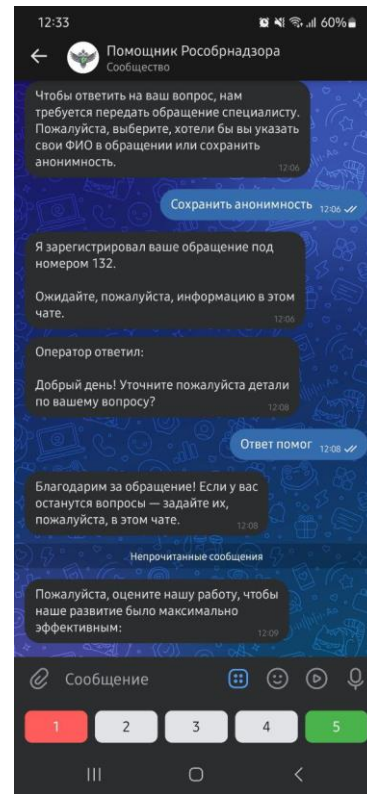 12:33
60%
Помощник Рособрнадзора
Сообщество
Чтобы ответить на ваш вопрос, нам
требуется передать обращение специалисту.
Пожалуйста, выберите, хотели бы вы указать
свои ФИО в обращении или сохранить
анонимность.
12:06
Сохранить анонимность 12:06
Я зарегистрировал ваше обращение под
номером 132.
Ожидайте, пожалуйста, информацию в этом
чате.
12:06
Оператор ответил:
Добрый день! Уточните пожалуйста детали
по вашему вопросу?
12:08
Ответ помог 12:08
Благодарим за обращение! Если у вас
останутся вопросы — задайте их,
пожалуйста, в этом чате.
12:08
Непрочитанные сообщения
Пожалуйста, оцените нашу работу, чтобы
наше развитие было максимально
эффективным:
12:09
Сообщение
1 2 3 4 5